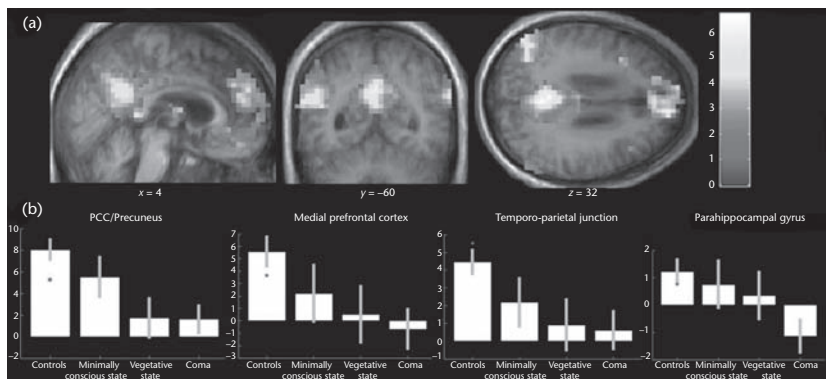 (a)
6
5
4
3
2
1
0
x = 4
y = –60
z = 32
(b)
PCC/Precuneus
10
8
6
4
2
0
–2
Controls
Minimally
conscious state
Vegetative
state
Coma
Medial prefrontal cortex
7
6
5
4
3
2
1
0
–1
–2
–3
Controls
Minimally
conscious state
Vegetative
state
Coma
Temporo-parietal junction
6
5
4
3
2
1
0
–1
Controls
Minimally
conscious state
Vegetative
state
Coma
Parahippocampal gyrus
2
1
0
–1
–2
Controls
Minimally
conscious state
Vegetative
state
Coma